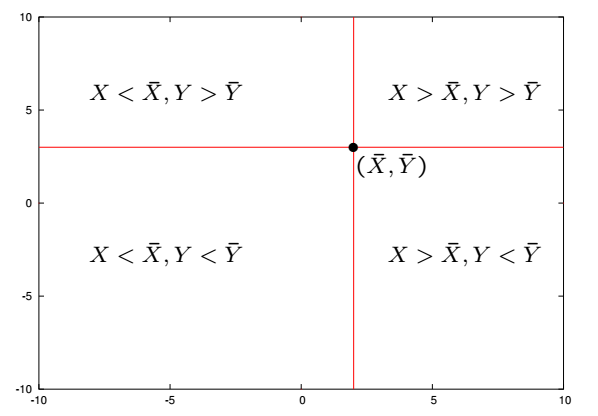 10
X < X̄, Y > Ȳ X > X̄, Y > Ȳ
5
(X̄, Ȳ)
0
X < X̄, Y < Ȳ X > X̄, Y < Ȳ
-5
-10
-10 -5 0 5 10